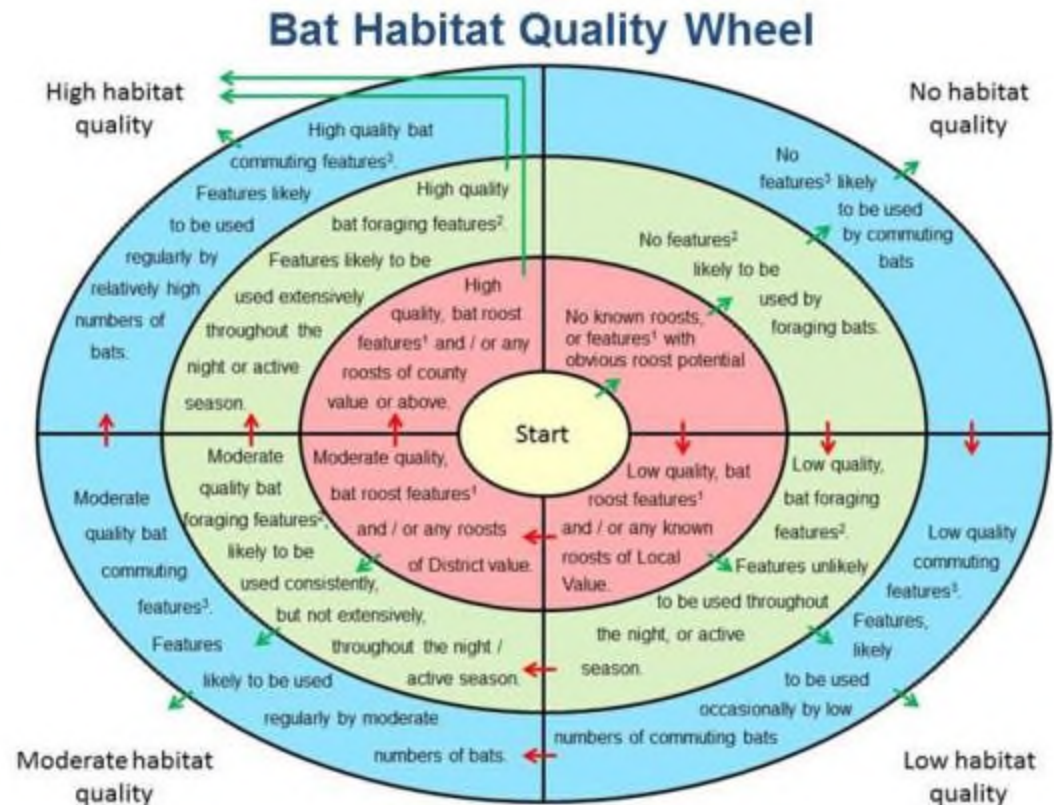 Bat Habitat Quality Wheel
High habitat
quality
No habitat
quality
High quality bat
commuting features³.
Features likely
to be used
regularly by
relatively high
numbers of
bats.
High quality
bat foraging features².
Features likely to be
used extensively
throughout the
night or active
season.
High
quality, bat roost
features¹ and / or any
roosts of county
value or above.
No known roosts,
or features¹ with
obvious roost potential
No features²
likely to be
used by
foraging bats.
No
features³ likely
to be used
by commuting
bats
Start
Moderate
quality bat
commuting
features³.
Features
likely to be used
regularly by moderate
numbers of bats.
Moderate
quality bat
foraging features²,
likely to be
used consistently,
but not extensively,
throughout the night /
active season.
Moderate quality,
bat roost features¹
and / or any roosts
of District value.
Low quality, bat
roost features¹
and / or any known
roosts of Local
Value.
Low quality,
bat foraging
features².
Features unlikely
to be used throughout
the night, or active
season.
Low quality
commuting
features³.
Features,
likely
to be used
occasionally by low
numbers of commuting bats
Moderate habitat
quality
Low habitat
quality